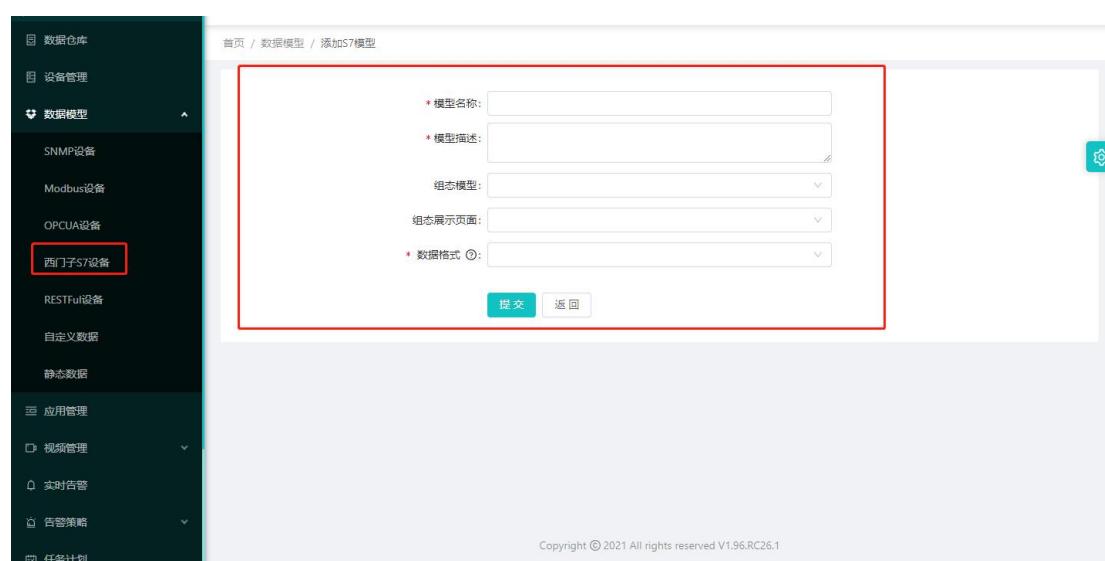 数据仓库
设备管理
数据模型
SNMP设备
Modbus设备
OPCUA设备
西门子S7设备
RESTFul设备
自定义数据
静态数据
应用管理
视频管理
实时告警
告警策略
任务计划
首页 / 数据模型 / 添加S7模型
* 模型名称:
* 模型描述:
组态模型:
组态展示页面:
* 数据格式 ?:
提交 返回
Copyright © 2021 All rights reserved V1.96.RC26.1